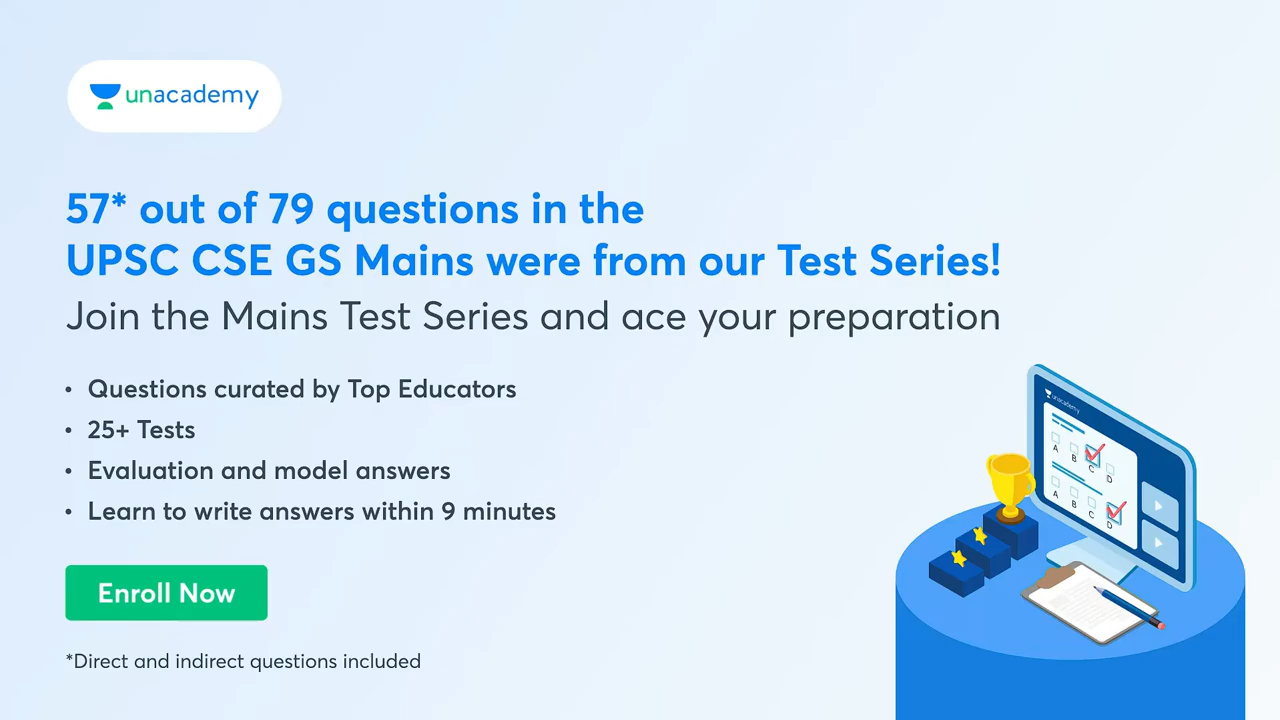 unacademy
57* out of 79 questions in the
UPSC CSE GS Mains were from our Test Series!
Join the Mains Test Series and ace your preparation
• Questions curated by Top Educators
• 25+ Tests
• Evaluation and model answers
• Learn to write answers within 9 minutes
Enroll Now
*Direct and indirect questions included
unacademy
A B C D
A B C D